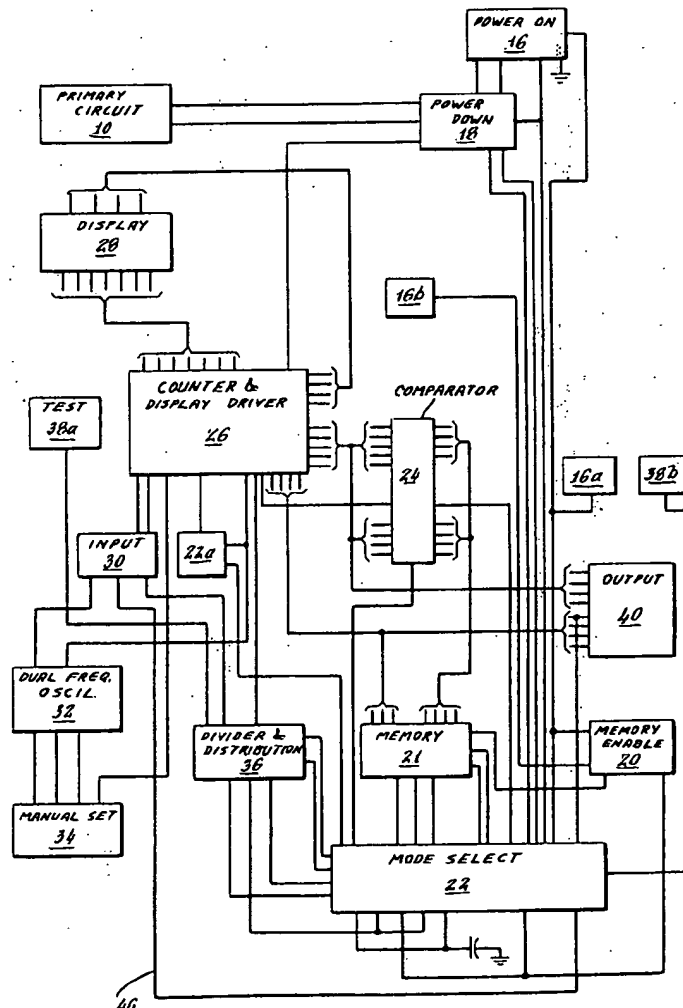 POWER ON
16
PRIMARY
CIRCUIT
10
POWER
DOWN
18
DISPLAY
28
16b
COUNTER &
DISPLAY DRIVER
26
COMPARATOR
24
TEST
38a
16a
38b
INPUT
30
22a
OUTPUT
40
DUAL FREQ.
OSCIL.
32
DIVIDER &
DISTRIBUTION
36
MEMORY
21
MEMORY
ENABLE
20
MANUAL SET
34
MODE SELECT
22
46